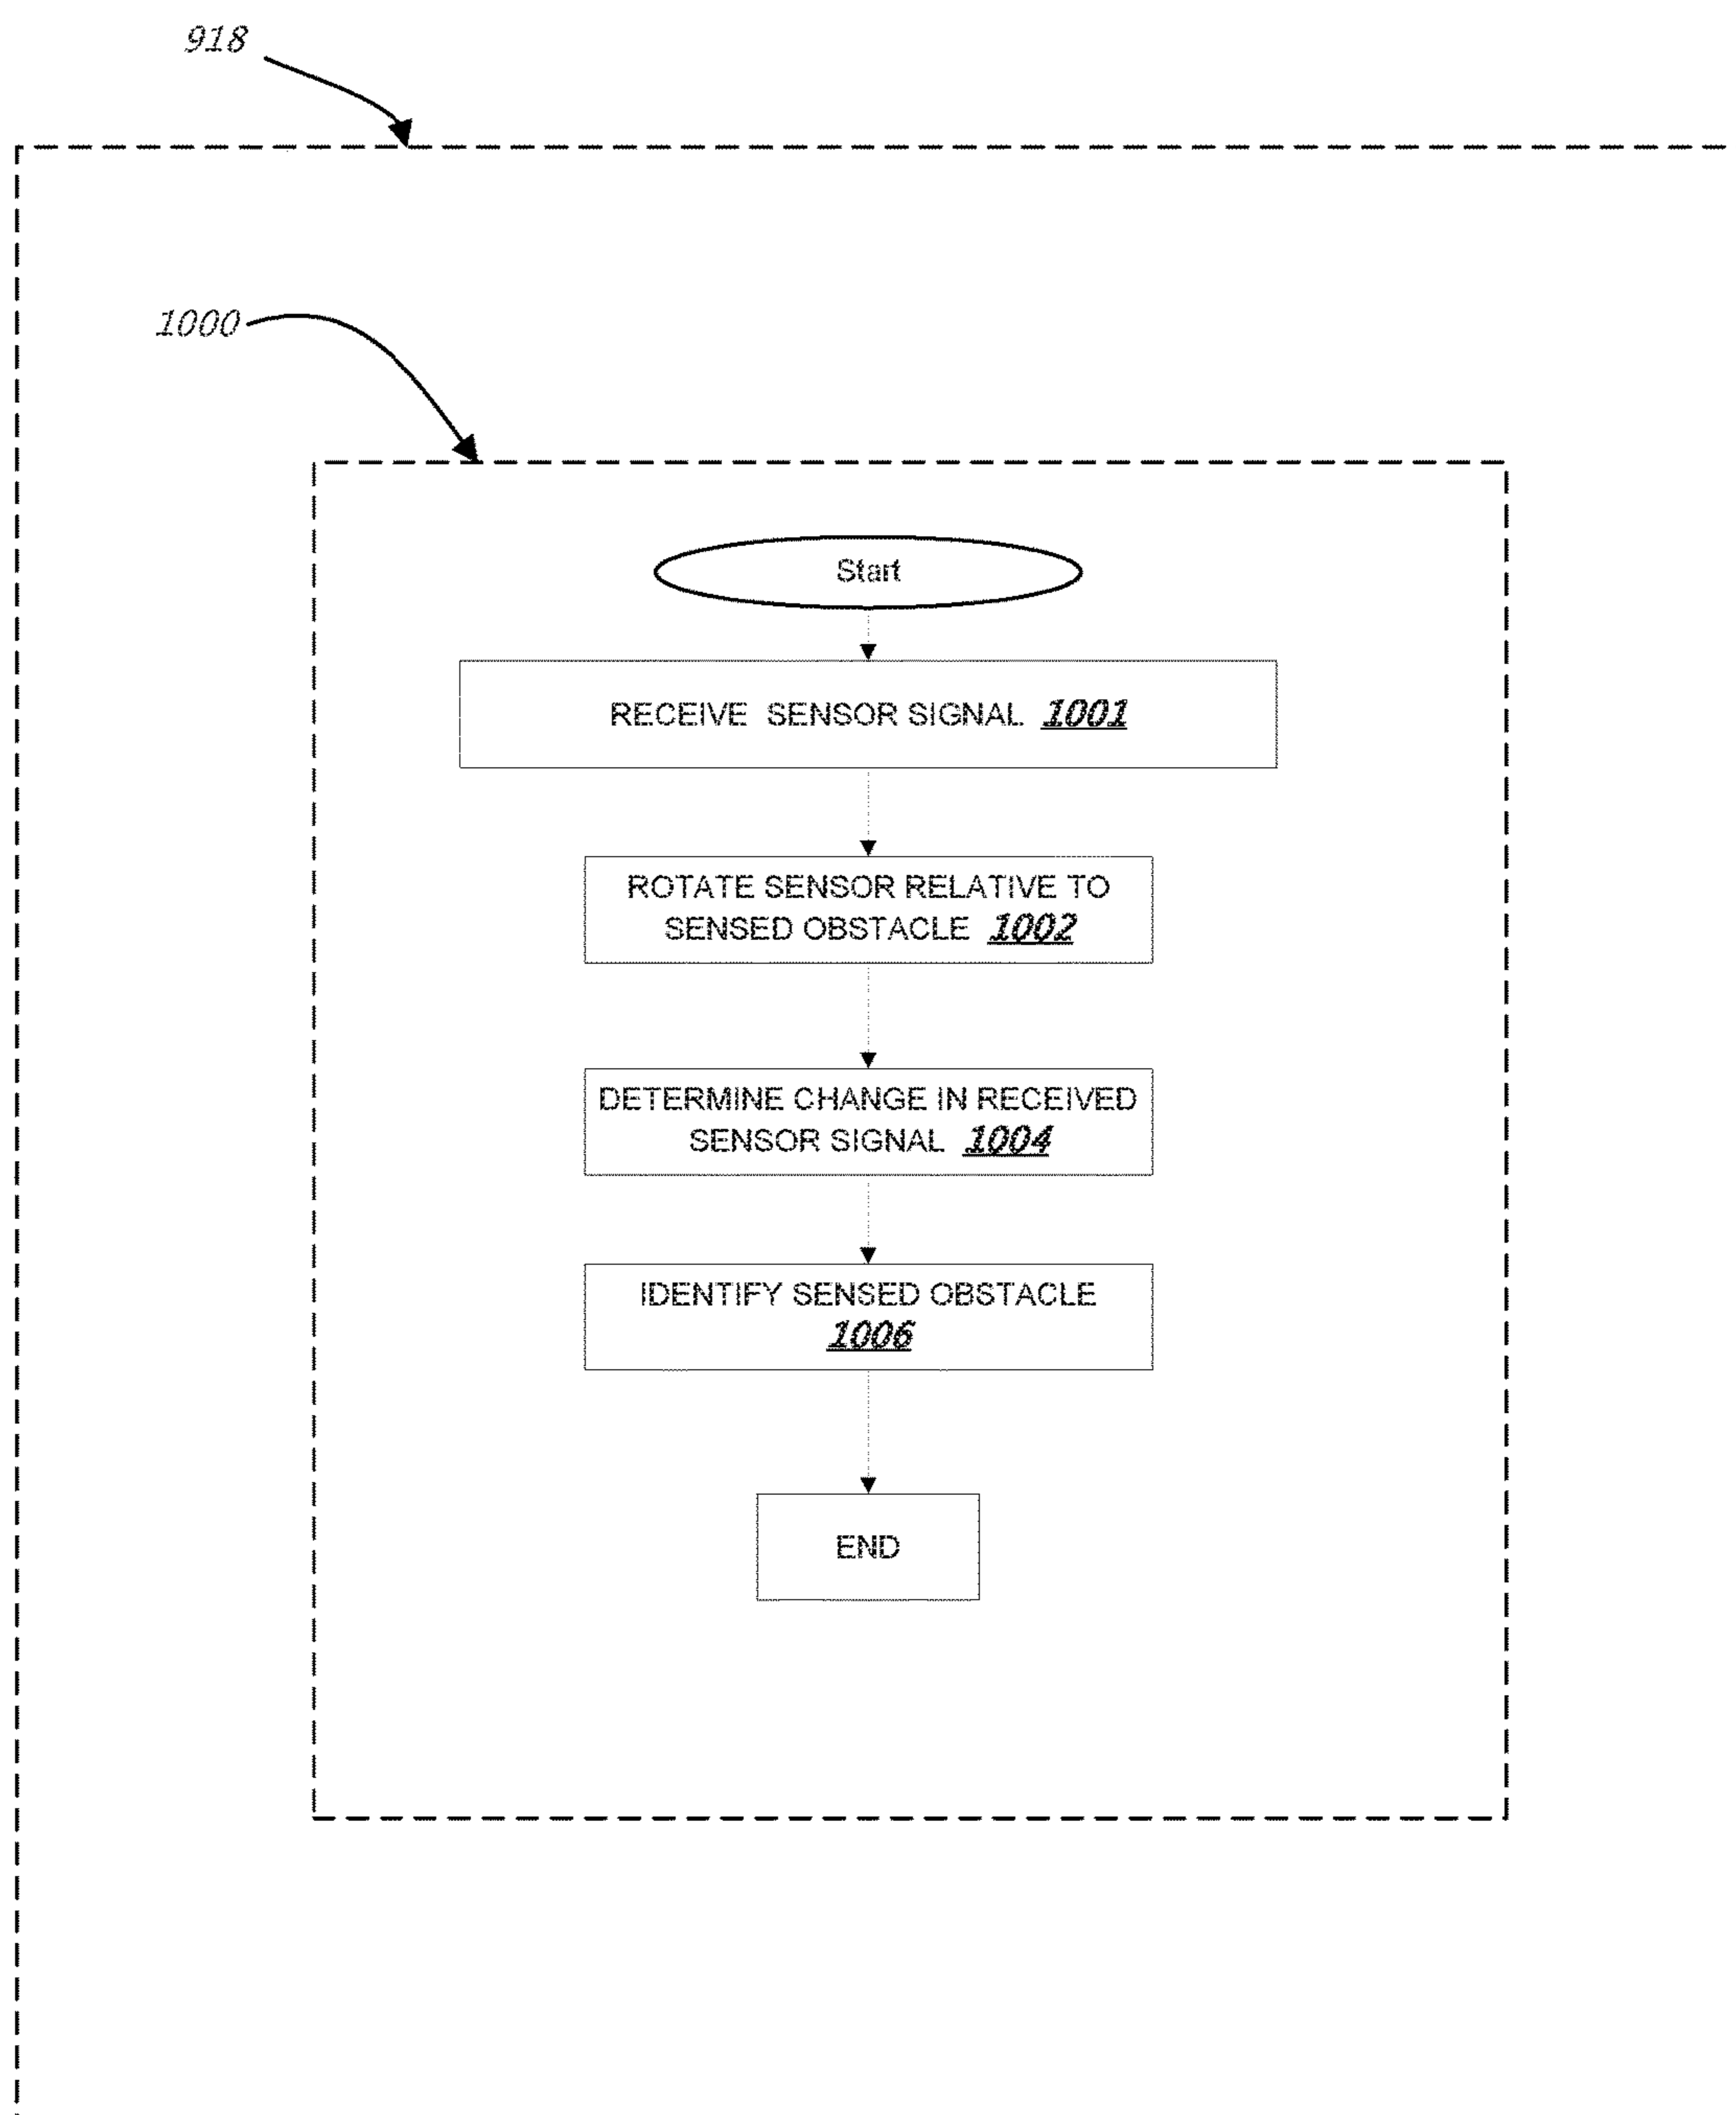 918
1000
Start
RECEIVE SENSOR SIGNAL 1001
ROTATE SENSOR RELATIVE TO
SENSED OBSTACLE 1002
DETERMINE CHANGE IN RECEIVED
SENSOR SIGNAL 1004
IDENTIFY SENSED OBSTACLE
1006
END